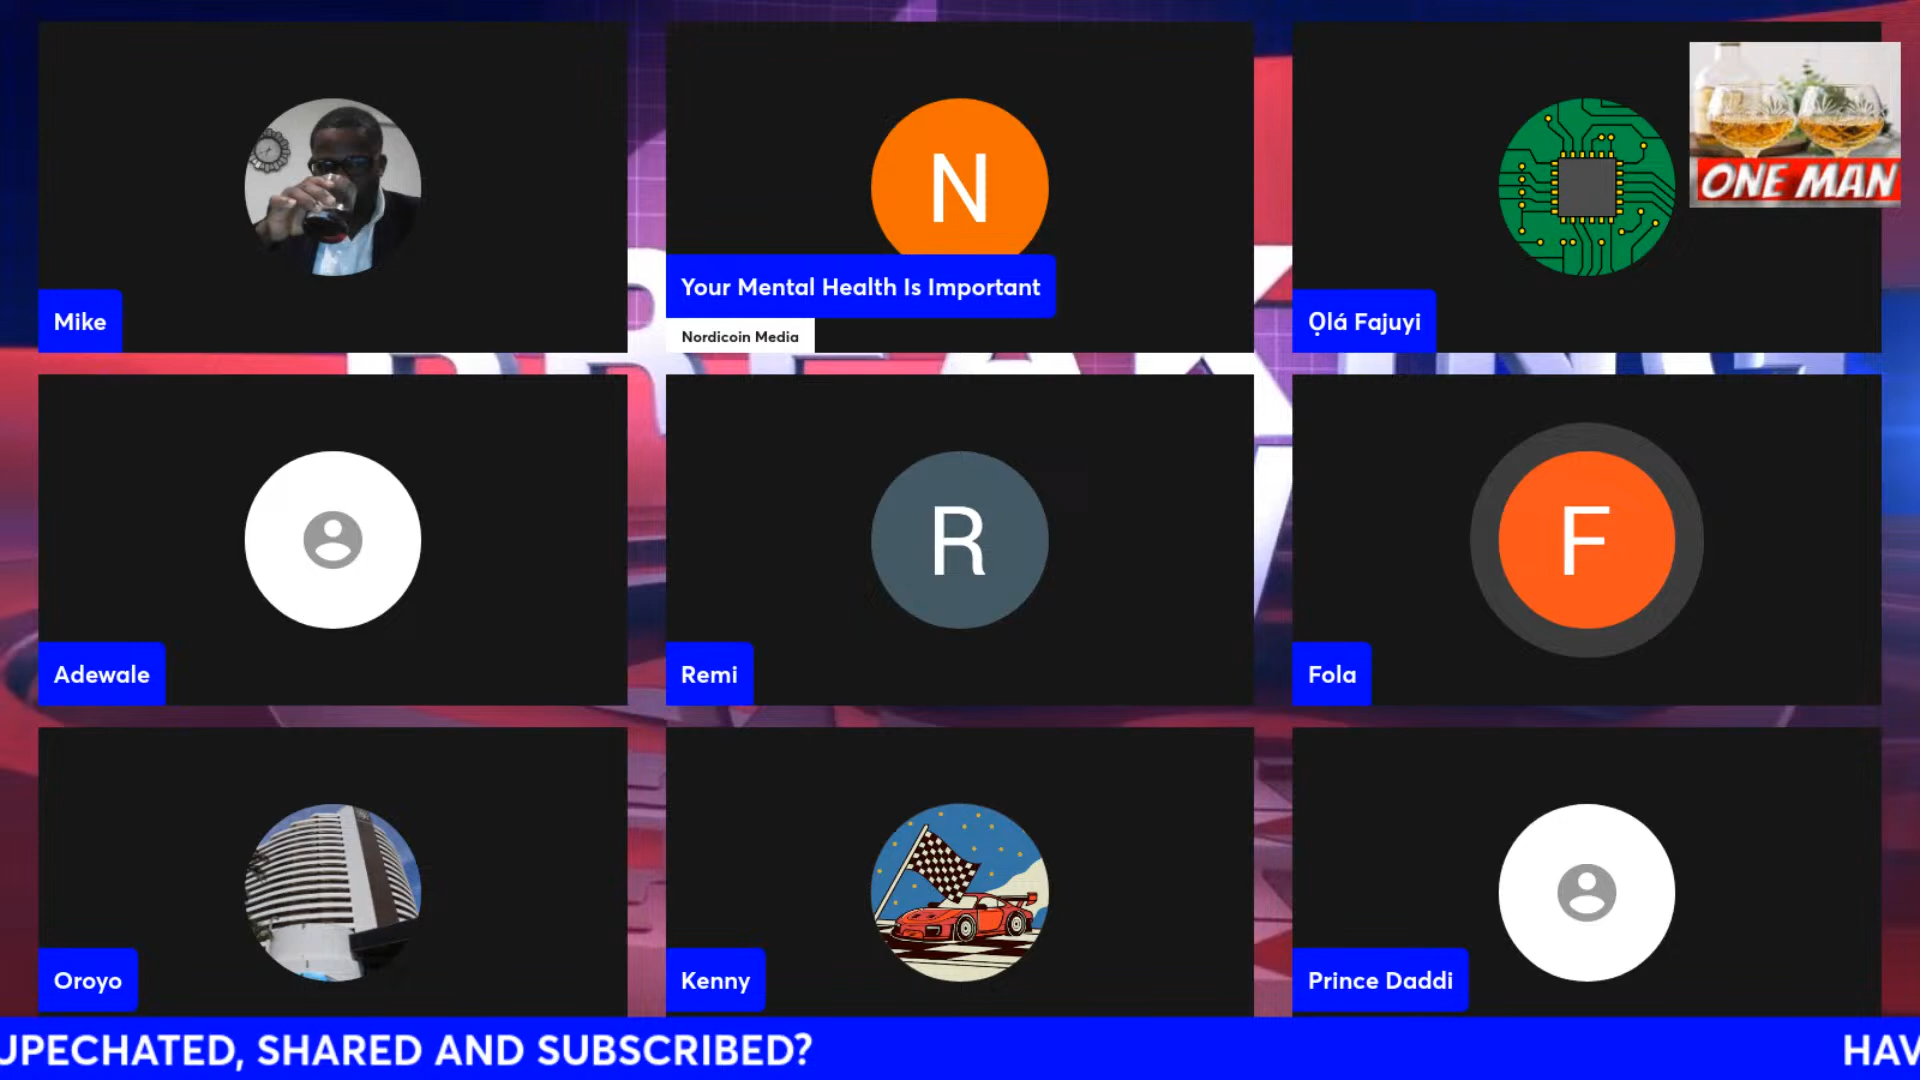 N
ONE MAN
Mike
Your Mental Health Is Important
Nordicoin Media
Ọlá Fajuyi
R
F
Adewale
Remi
Fola
Oroyo
Kenny
Prince Daddi
UPECHATED, SHARED AND SUBSCRIBED?
HAV